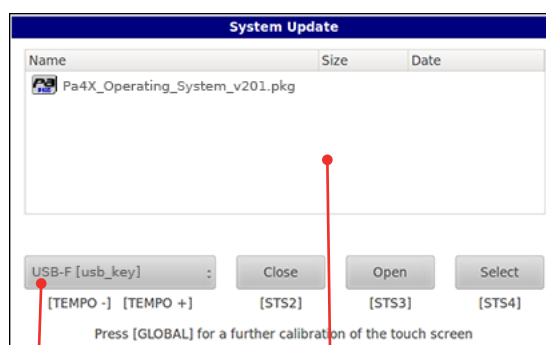 System Update
Name Size Date
Pa4X_Operating_System_v201.pkg
USB-F [usb_key] : Close Open Select
[TEMPO -] [TEMPO +] [STS2] [STS3] [STS4]
Press [GLOBAL] for a further calibration of the touch screen